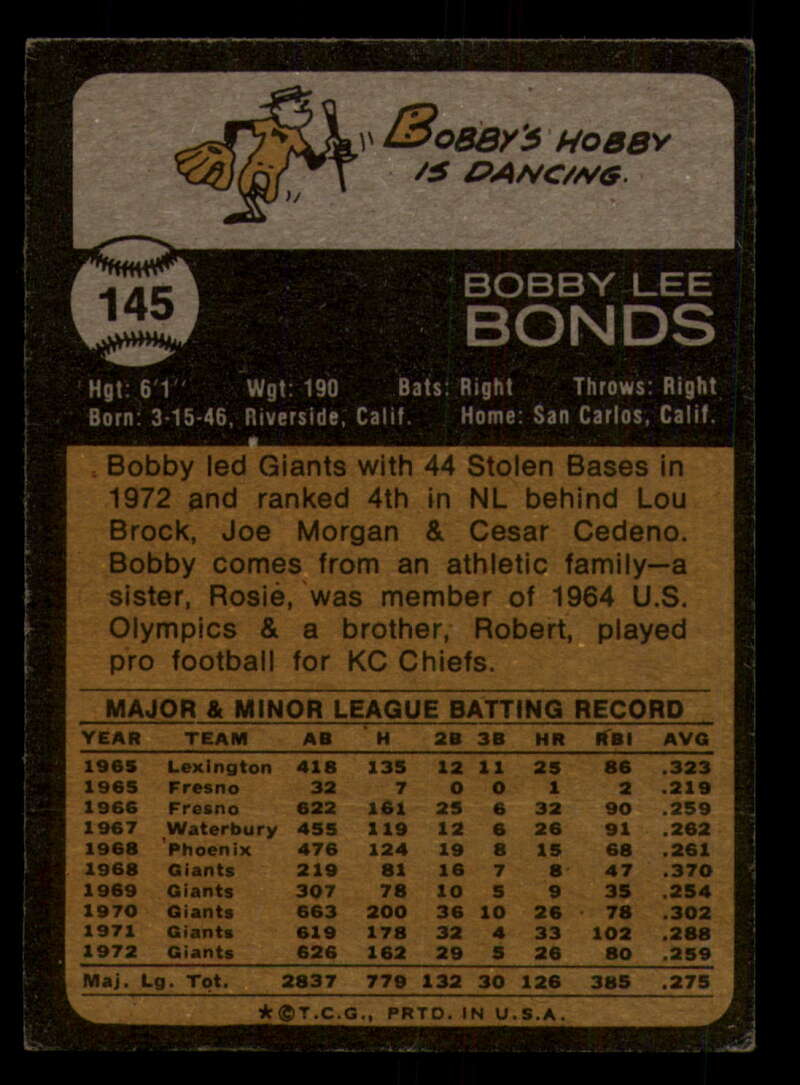 BOBBY'S HOBBY
IS DANCING.
145
BOBBY LEE
BONDS
Hgt: 6'1" Wgt: 190 Bats: Right Throws: Right
Born: 3-15-46, Riverside, Calif. Home: San Carlos, Calif.
Bobby led Giants with 44 Stolen Bases in
1972 and ranked 4th in NL behind Lou
Brock, Joe Morgan & Cesar Cedeno.
Bobby comes from an athletic family—a
sister, Rosie, was member of 1964 U.S.
Olympics & a brother, Robert, played
pro football for KC Chiefs.
MAJOR & MINOR LEAGUE BATTING RECORD
YEAR TEAM AB H 2B 3B HR RBI AVG
1965 Lexington 418 135 12 11 25 86 .323
1965 Fresno 32 7 0 0 1 2 .219
1966 Fresno 622 161 25 6 32 90 .259
1967 Waterbury 455 119 12 6 26 91 .262
1968 Phoenix 476 124 19 8 15 68 .261
1968 Giants 219 81 16 7 8 47 .370
1969 Giants 307 78 10 5 9 35 .254
1970 Giants 663 200 36 10 26 78 .302
1971 Giants 619 178 32 4 33 102 .288
1972 Giants 626 162 29 5 26 80 .259
Maj. Lg. Tot. 2837 779 132 30 126 385 .275
★©T.C.G., PRTD. IN U.S.A.